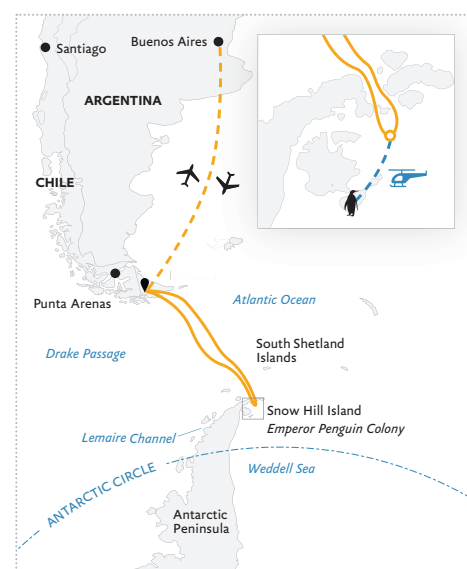 Buenos Aires
Santiago
ARGENTINA
CHILE
Punta Arenas
Atlantic Ocean
South Shetland
Islands
Drake Passage
Snow Hill Island
Emperor Penguin Colony
Lemaire Channel
Weddell Sea
ANTARCTIC CIRCLE
Antarctic
Peninsula